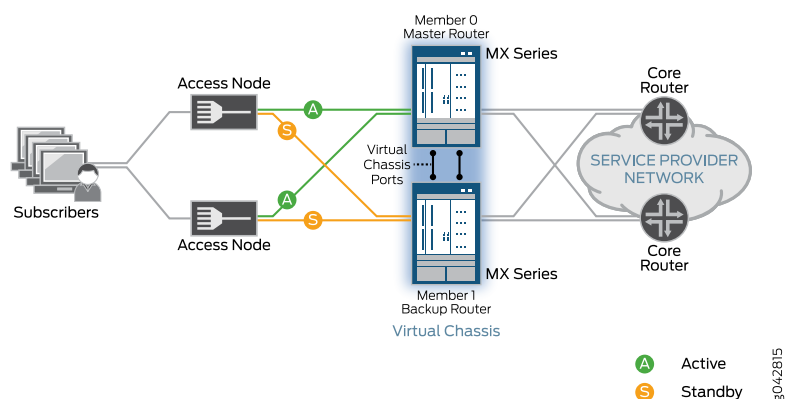 Member 0
Master Router
MX Series
Access Node
A
S
Core
Router
Virtual
Chassis
Ports
SERVICE PROVIDER
NETWORK
Subscribers
A
S
Access Node
Core
Router
MX Series
Member 1
Backup Router
Virtual Chassis
A Active
S Standby